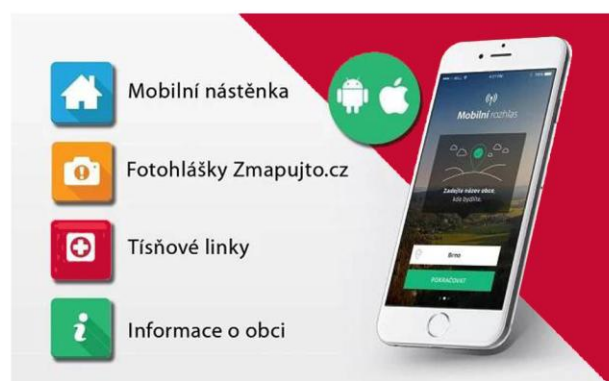 Mobilní nástěnka
Fotohlášky Zmapujto.cz
Tísňové linky
Informace o obci
Mobilní rozhlas
Zadejte název obce,
kde bydlíte.
Brno
POKRAČOVAT